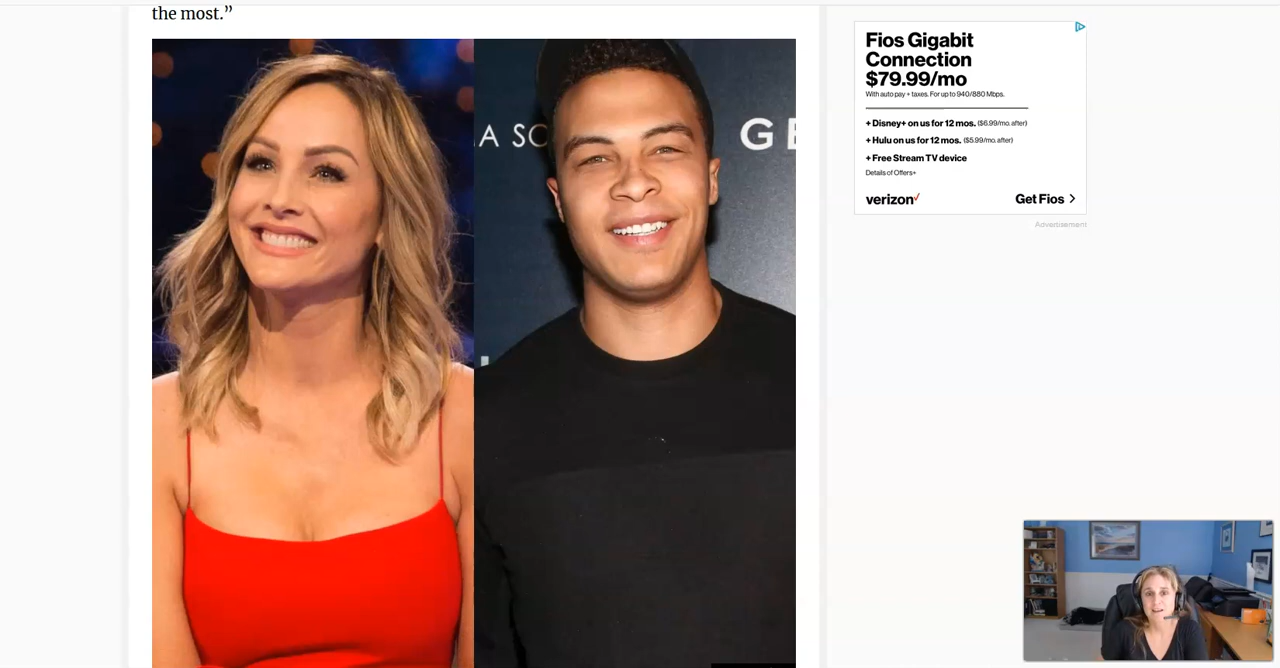 the most.”
A SC
GE
Fios Gigabit
Connection
$79.99/mo
With auto pay + taxes. For up to 940/880 Mbps.
+ Disney+ on us for 12 mos. ($6.99/mo. after)
+ Hulu on us for 12 mos. ($5.99/mo. after)
+ Free Stream TV device
Details of Offers+
verizon✓
Get Fios >
Advertisement